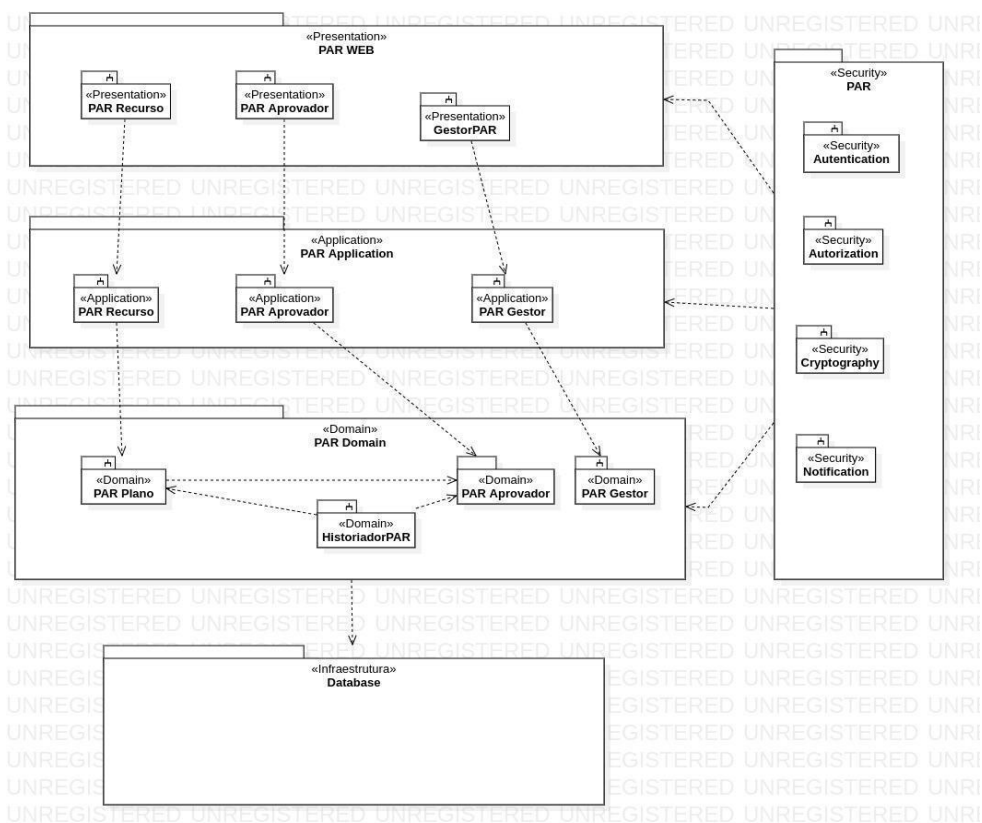 «Presentation»
PAR WEB
«Presentation»
PAR Recurso
«Presentation»
PAR Aprovador
«Presentation»
GestorPAR
«Application»
PAR Application
«Application»
PAR Recurso
«Application»
PAR Aprovador
«Application»
PAR Gestor
«Domain»
PAR Domain
«Domain»
PAR Plano
«Domain»
PAR Aprovador
«Domain»
PAR Gestor
«Domain»
HistoriadorPAR
«Infraestrutura»
Database
«Security»
PAR
«Security»
Autentication
«Security»
Autorization
«Security»
Cryptography
«Security»
Notification
UNREGISTERED UNREGISTERED UNREGISTERED UNREGISTERED UNREGISTERED